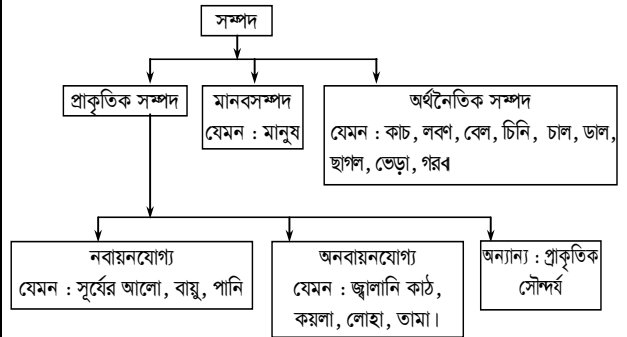 সম্পদ
প্রাকৃতিক সম্পদ
মানবসম্পদ
যেমন : মানুষ
অর্থনৈতিক সম্পদ
যেমন : কাচ, লবণ, বেল, চিনি, চাল, ডাল,
ছাগল, ভেড়া, গরব
নবায়নযোগ্য
যেমন : সূর্যের আলো, বায়ু, পানি
অনবায়নযোগ্য
যেমন : জ্বালানি কাঠ,
কয়লা, লোহা, তামা।
অন্যান্য : প্রাকৃতিক
সৌন্দর্য